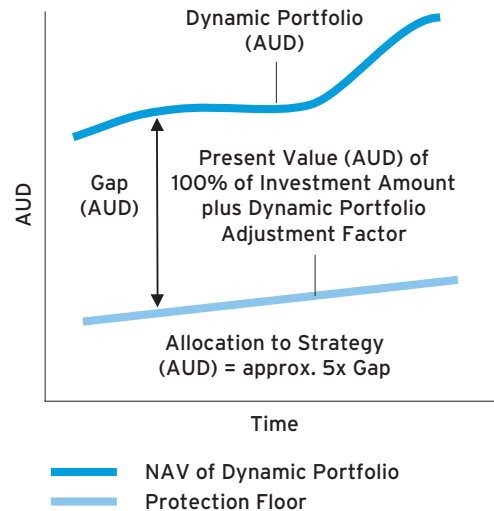 Dynamic Portfolio
(AUD)
Gap
(AUD)
Present Value (AUD) of
100% of Investment Amount
plus Dynamic Portfolio
Adjustment Factor
AUD
Allocation to Strategy
(AUD) = approx. 5x Gap
Time
NAV of Dynamic Portfolio
Protection Floor